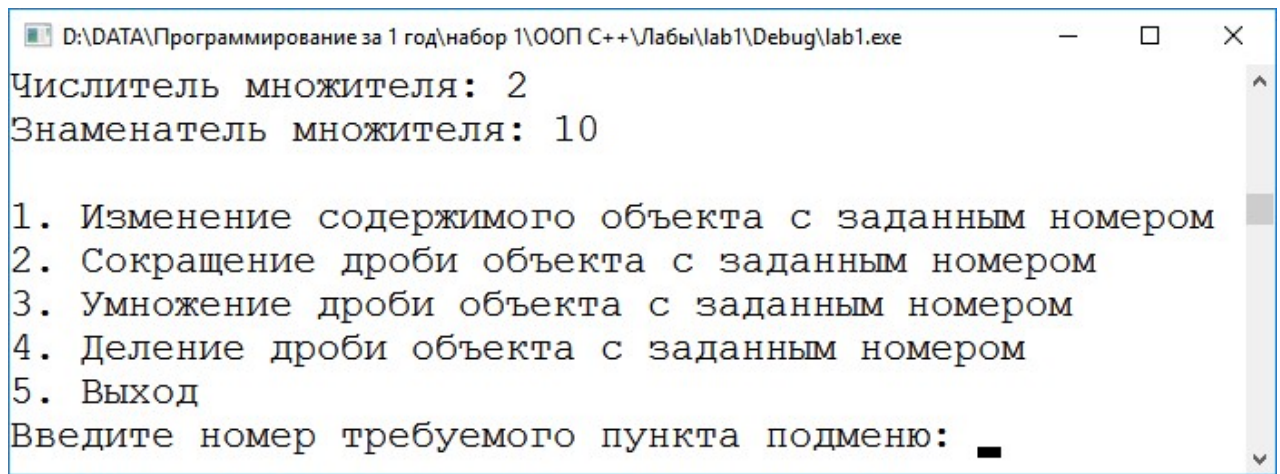 D:\DATA\Программирование за 1 год\набор 1\ООП C++\Лабы\lab1\Debug\lab1.exe
Числитель множителя: 2
Знаменатель множителя: 10
1. Изменение содержимого объекта с заданным номером
2. Сокращение дроби объекта с заданным номером
3. Умножение дроби объекта с заданным номером
4. Деление дроби объекта с заданным номером
5. Выход
Введите номер требуемого пункта подменю: